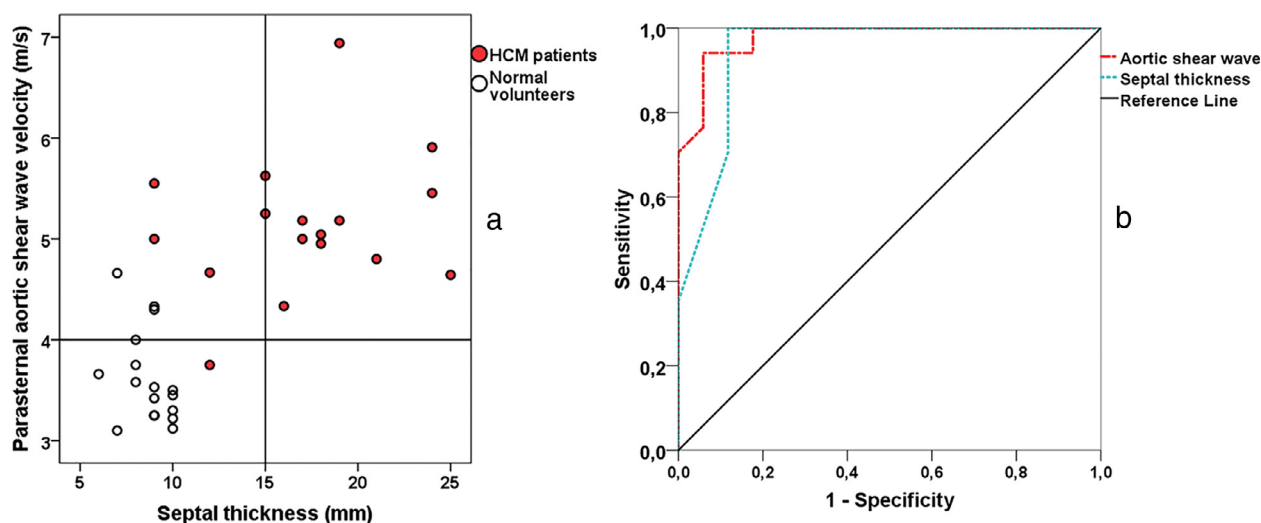 Parasternal aortic shear wave velocity (m/s)
7
6
5
4
3
5
10
15
20
25
Septal thickness (mm)
HCM patients
Normal
volunteers
a
Sensitivity
1,0
0,8
0,6
0,4
0,2
0,0
0,0
0,2
0,4
0,6
0,8
1,0
1 - Specificity
Aortic shear wave
Septal thickness
Reference Line
b